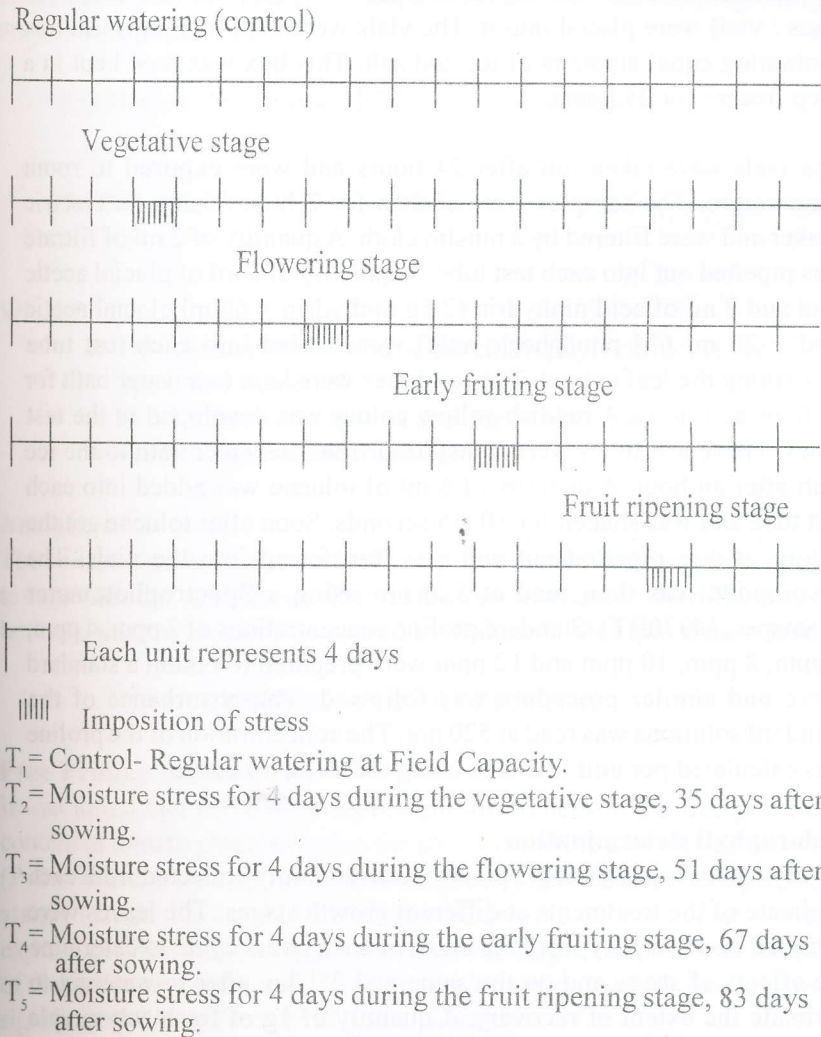 Regular watering (control)
Vegetative stage
Flowering stage
Early fruiting stage
Fruit ripening stage
Each unit represents 4 days
Imposition of stress
T₁= Control- Regular watering at Field Capacity.
T₂= Moisture stress for 4 days during the vegetative stage, 35 days after
sowing.
T₃= Moisture stress for 4 days during the flowering stage, 51 days after
sowing.
T₄= Moisture stress for 4 days during the early fruiting stage, 67 days
after sowing.
T₅= Moisture stress for 4 days during the fruit ripening stage, 83 days
after sowing.